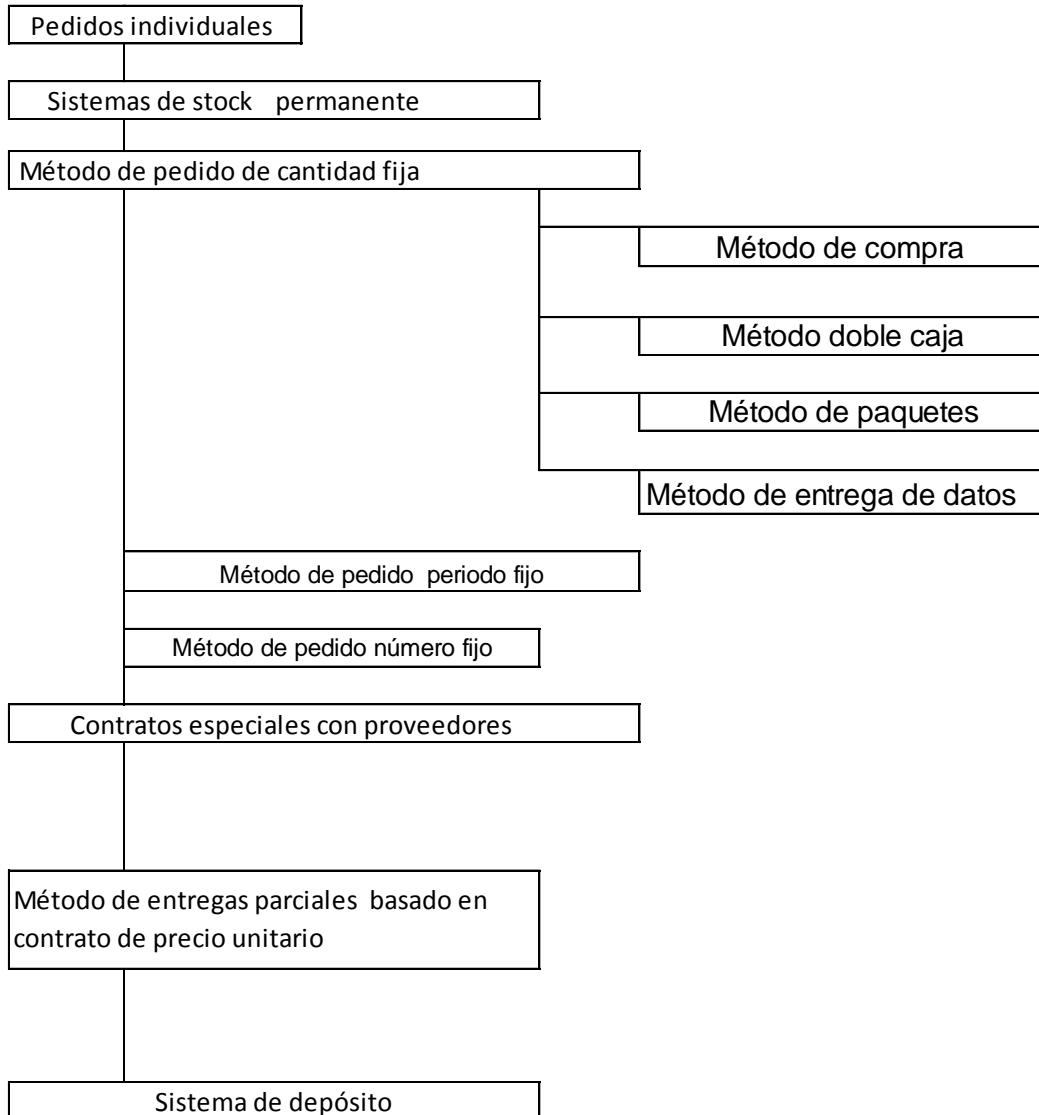 Pedidos individuales
Sistemas de stock permanente
Método de pedido de cantidad fija
Método de compra
Método doble caja
Método de paquetes
Método de entrega de datos
Método de pedido periodo fijo
Método de pedido número fijo
Contratos especiales con proveedores
Método de entregas parciales basado en
contrato de precio unitario
Sistema de depósito